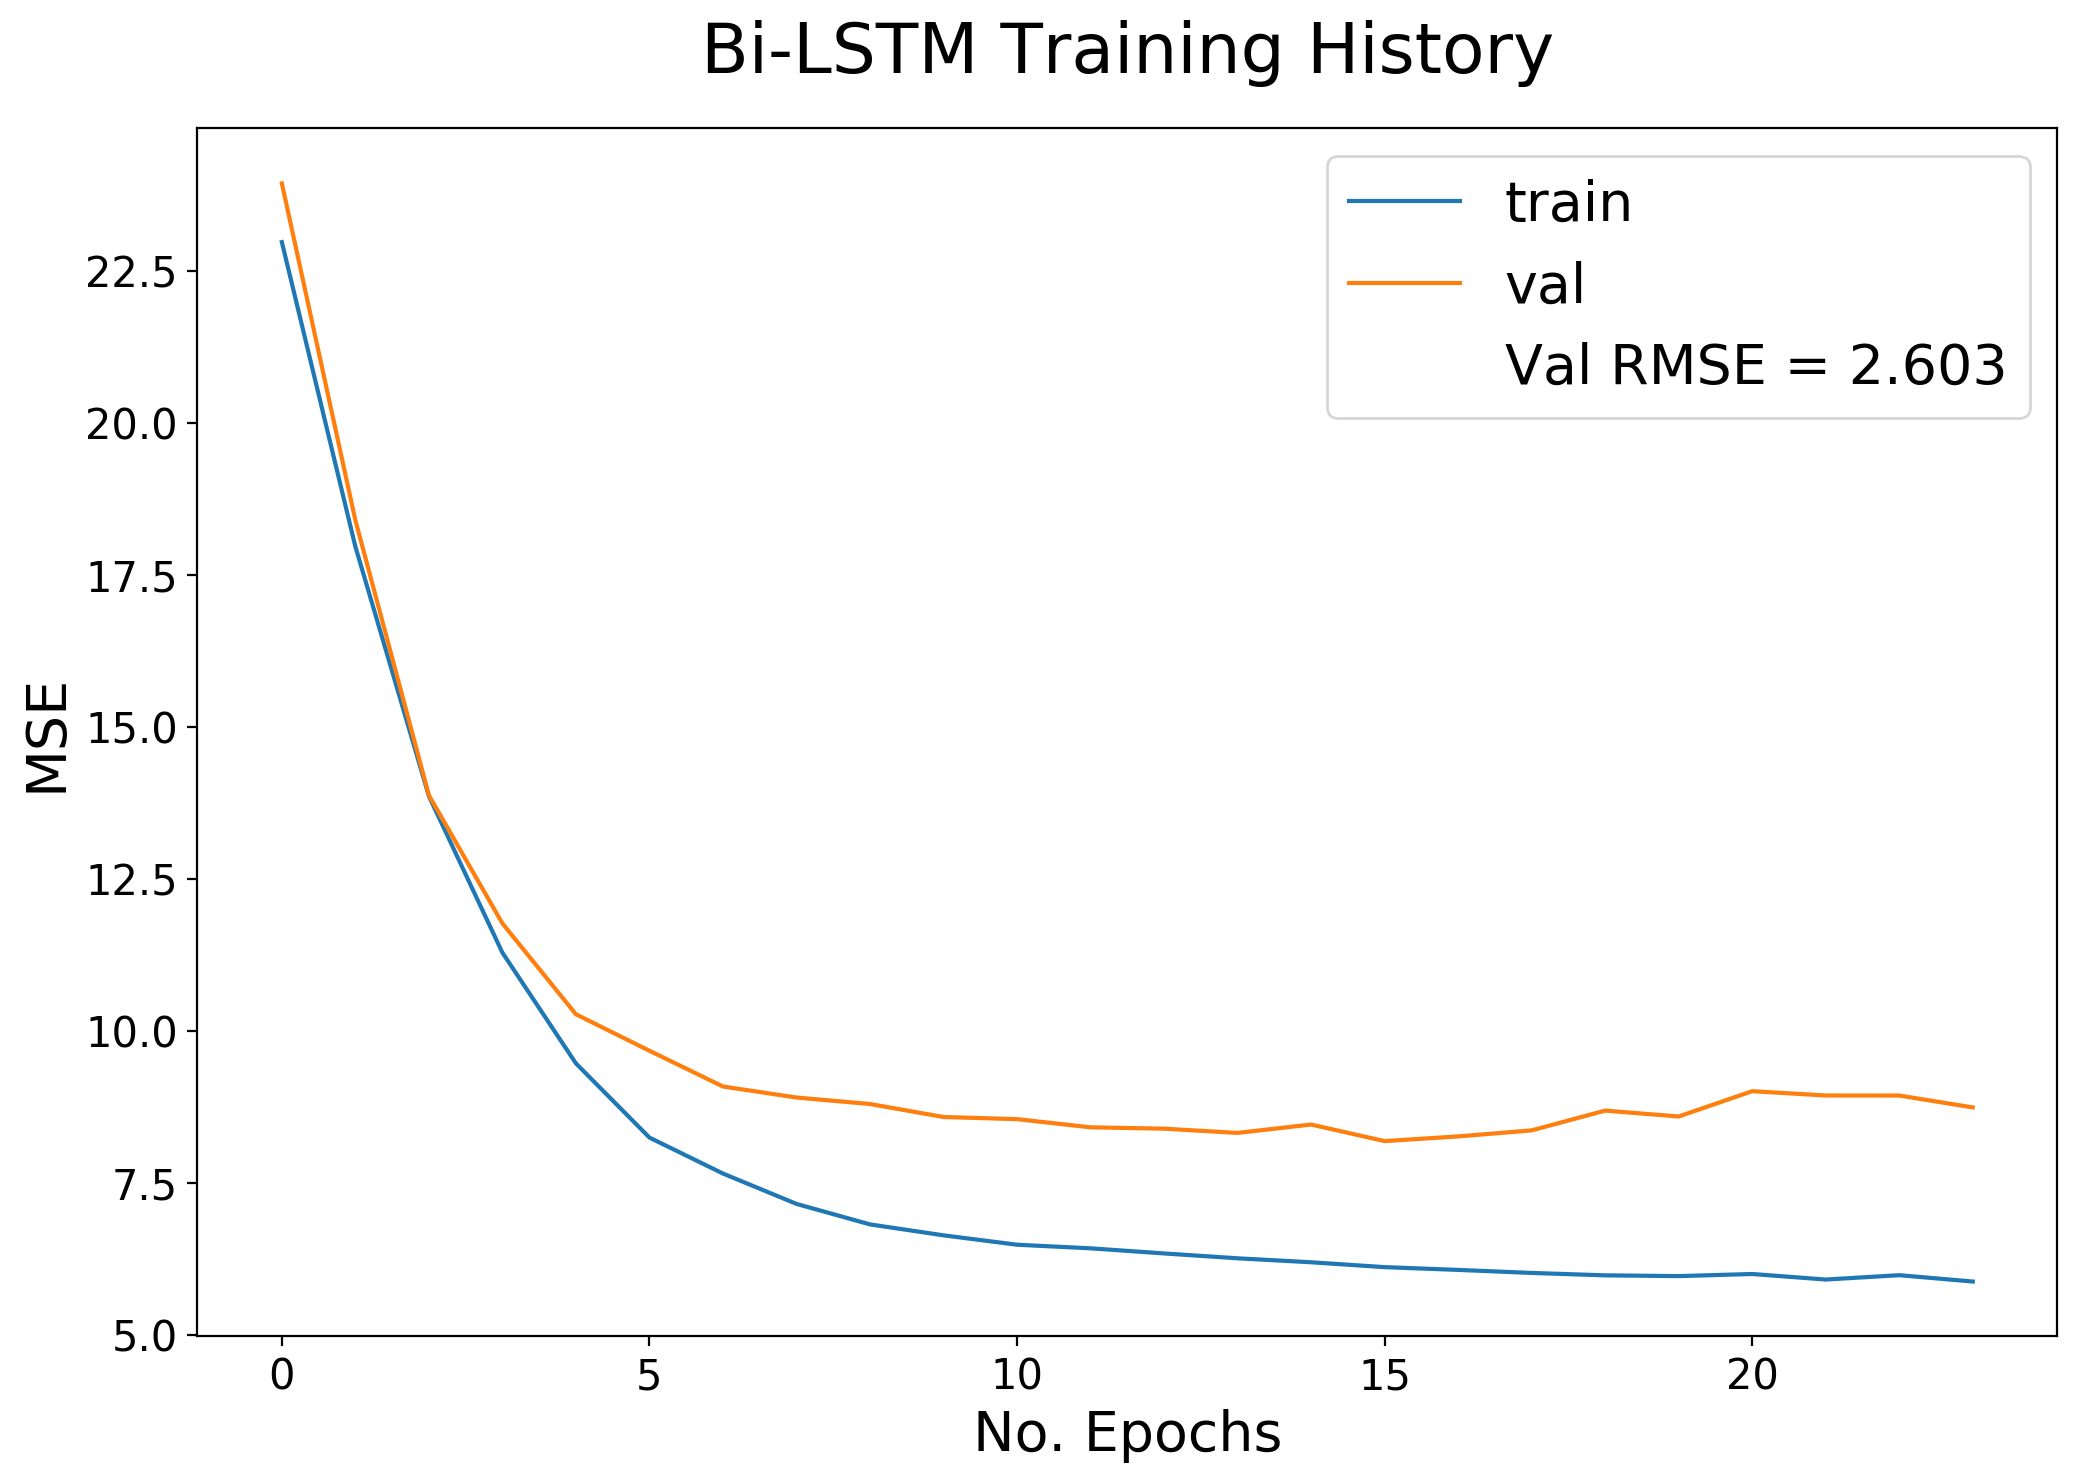 Bi-LSTM Training History
train
val
Val RMSE = 2.603
MSE
22.5
20.0
17.5
15.0
12.5
10.0
7.5
5.0
0 5 10 15 20
No. Epochs